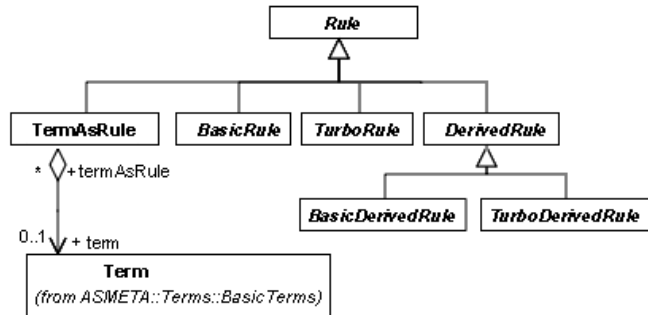 Rule
TermAsRule
BasicRule
TurboRule
DerivedRule
* +termAsRule
BasicDerivedRule
TurboDerivedRule
0..1 + term
Term
(from ASMETA::Terms::BasicTerms)